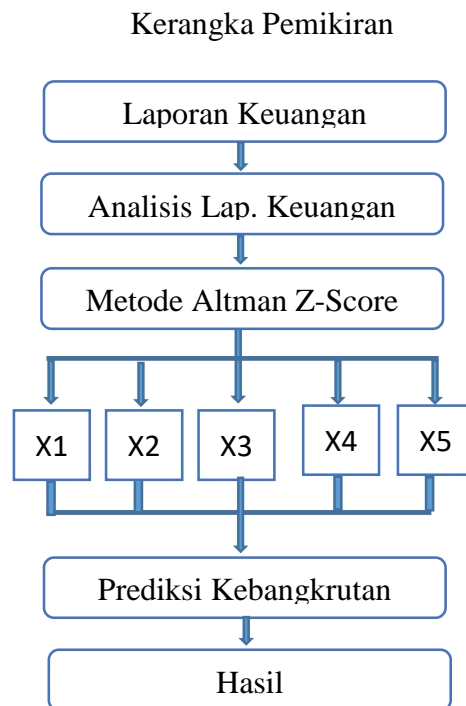 Kerangka Pemikiran
Laporan Keuangan
Analisis Lap. Keuangan
Metode Altman Z-Score
X1 X2 X3 X4 X5
Prediksi Kebangkrutan
Hasil